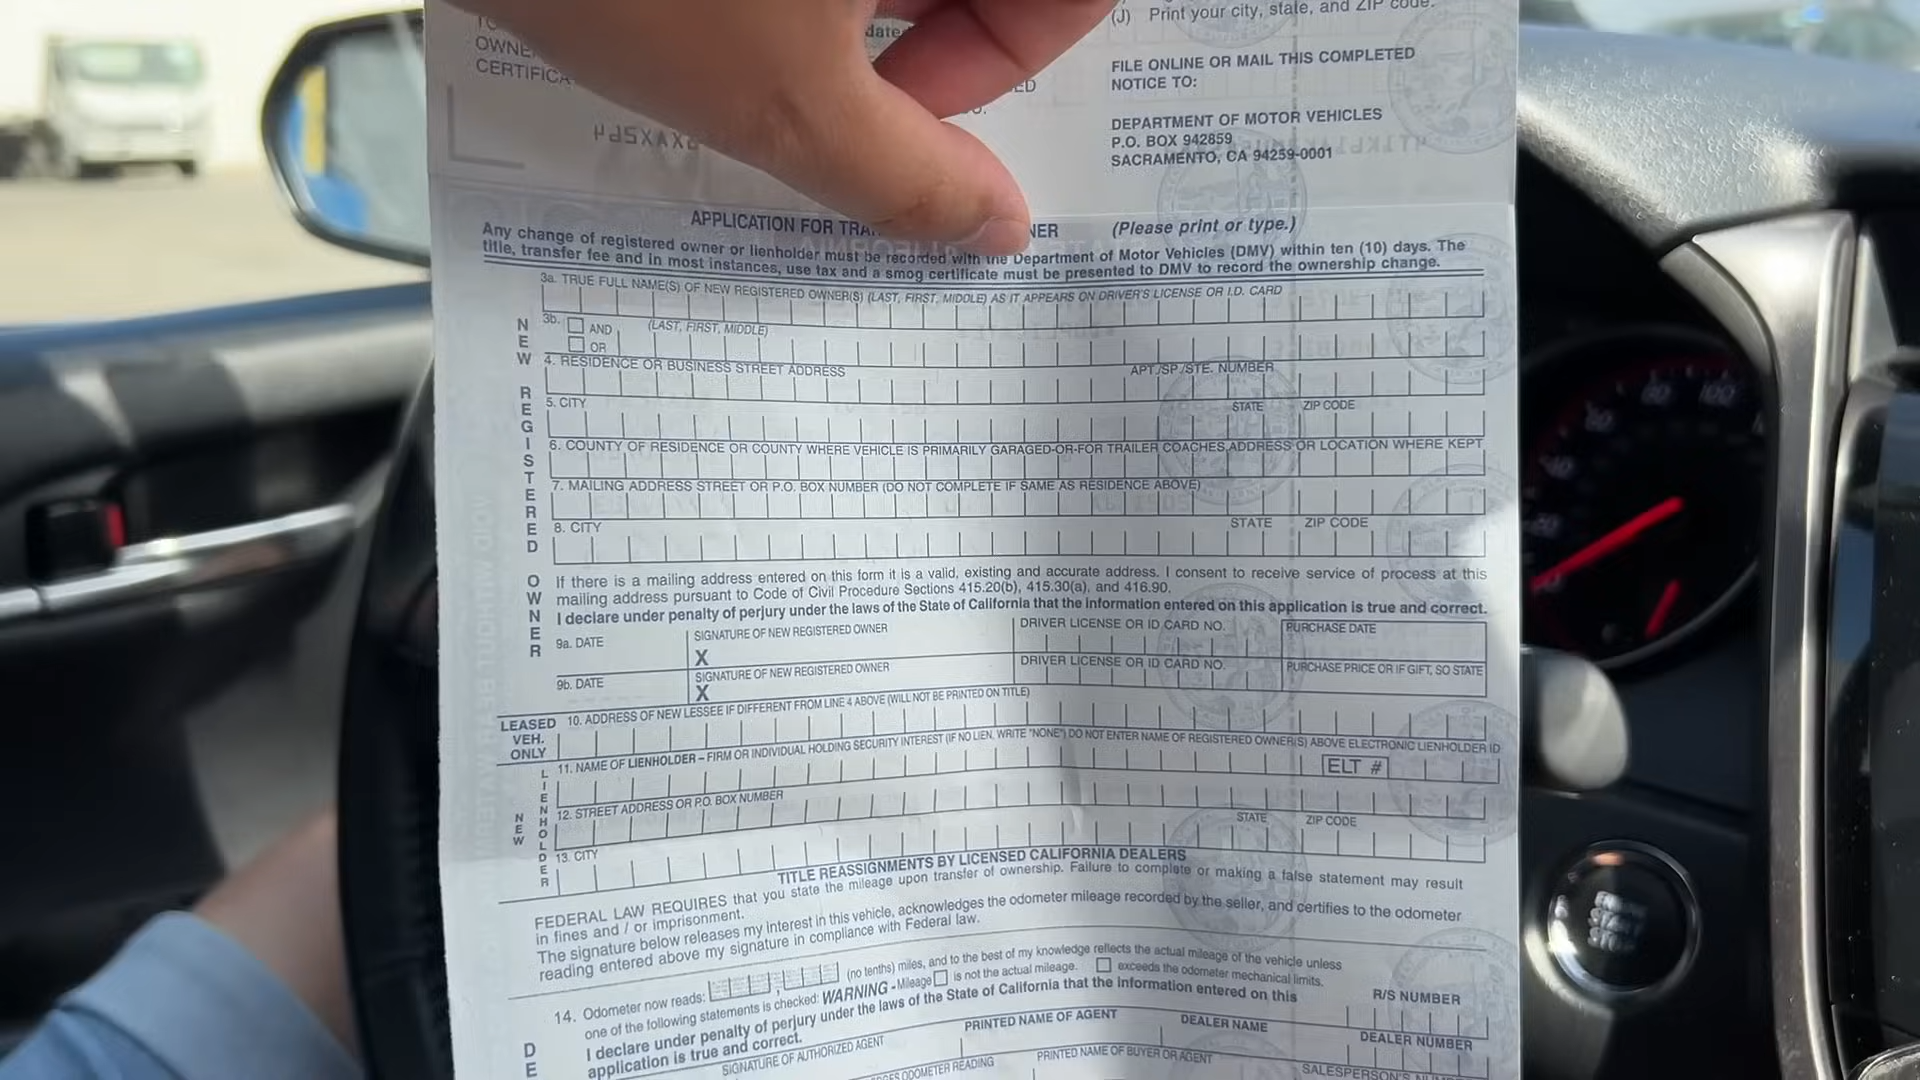 (J) Print your city, state, and ZIP code.
OWNE
CERTIFICA
date
FILE ONLINE OR MAIL THIS COMPLETED
NOTICE TO:
DEPARTMENT OF MOTOR VEHICLES
P.O. BOX 942859
SACRAMENTO, CA 94259-0001
APPLICATION FOR TRA NER (Please print or type.)
Any change of registered owner or lienholder must be recorded with the Department of Motor Vehicles (DMV) within ten (10) days. The
title, transfer fee and in most instances, use tax and a smog certificate must be presented to DMV to record the ownership change.
NEW REGISTERED OWNER
3a. TRUE FULL NAME(S) OF NEW REGISTERED OWNER(S) (LAST, FIRST, MIDDLE) AS IT APPEARS ON DRIVER'S LICENSE OR I.D. CARD
3b. AND (LAST, FIRST, MIDDLE)
OR
4. RESIDENCE OR BUSINESS STREET ADDRESS APT./SP./STE. NUMBER
5. CITY STATE ZIP CODE
6. COUNTY OF RESIDENCE OR COUNTY WHERE VEHICLE IS PRIMARILY GARAGED-OR-FOR TRAILER COACHES, ADDRESS OR LOCATION WHERE KEPT
7. MAILING ADDRESS STREET OR P.O. BOX NUMBER (DO NOT COMPLETE IF SAME AS RESIDENCE ABOVE)
8. CITY STATE ZIP CODE
If there is a mailing address entered on this form it is a valid, existing and accurate address. I consent to receive service of process at this
mailing address pursuant to Code of Civil Procedure Sections 415.20(b), 415.30(a), and 416.90.
I declare under penalty of perjury under the laws of the State of California that the information entered on this application is true and correct.
9a. DATE SIGNATURE OF NEW REGISTERED OWNER DRIVER LICENSE OR ID CARD NO. PURCHASE DATE
X
9b. DATE SIGNATURE OF NEW REGISTERED OWNER DRIVER LICENSE OR ID CARD NO. PURCHASE PRICE OR IF GIFT, SO STATE
X
LEASED VEH. ONLY
10. ADDRESS OF NEW LESSEE IF DIFFERENT FROM LINE 4 ABOVE (WILL NOT BE PRINTED ON TITLE)
NEW LIENHOLDER
11. NAME OF LIENHOLDER – FIRM OR INDIVIDUAL HOLDING SECURITY INTEREST (IF NO LIEN, WRITE "NONE") DO NOT ENTER NAME OF REGISTERED OWNER(S) ABOVE ELECTRONIC LIENHOLDER ID
ELT #
12. STREET ADDRESS OR P.O. BOX NUMBER
13. CITY STATE ZIP CODE
TITLE REASSIGNMENTS BY LICENSED CALIFORNIA DEALERS
FEDERAL LAW REQUIRES that you state the mileage upon transfer of ownership. Failure to complete or making a false statement may result
in fines and / or imprisonment.
The signature below releases my interest in this vehicle, acknowledges the odometer mileage recorded by the seller, and certifies to the odometer
reading entered above my signature in compliance with Federal law.
14. Odometer now reads: (no tenths) miles, and to the best of my knowledge reflects the actual mileage of the vehicle unless
one of the following statements is checked: WARNING - Mileage is not the actual mileage. exceeds the odometer mechanical limits.
I declare under penalty of perjury under the laws of the State of California that the information entered on this
application is true and correct.
R/S NUMBER
SIGNATURE OF AUTHORIZED AGENT PRINTED NAME OF AGENT DEALER NAME DEALER NUMBER
ODOMETER READING PRINTED NAME OF BUYER OR AGENT SALESPERSON'S
DE